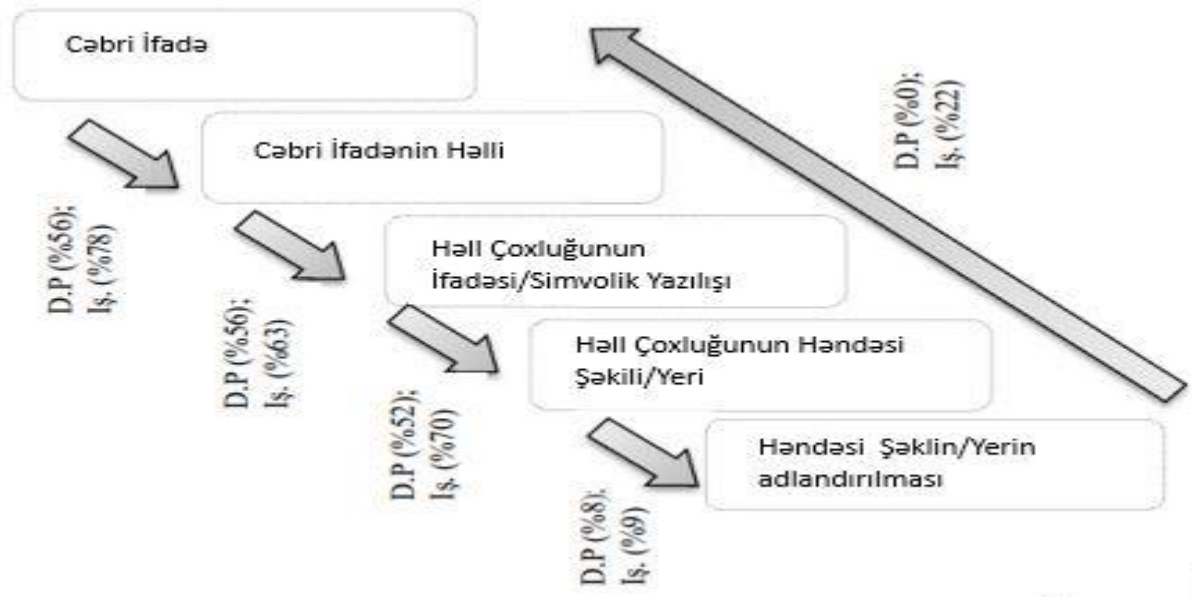 Cəbri İfadə
D.P (%0);
Iş. (%22)
Cəbri İfadənin Həlli
D.P (%56);
Iş. (%78)
Həll Çoxluğunun
İfadəsi/Simvolik Yazılışı
D.P (%56);
Iş. (%63)
Həll Çoxluğunun Həndəsi
Şəkili/Yeri
D.P (%52);
Iş. (%70)
Həndəsi Şəklin/Yerin
adlandırılması
D.P (%8);
Iş. (%9)